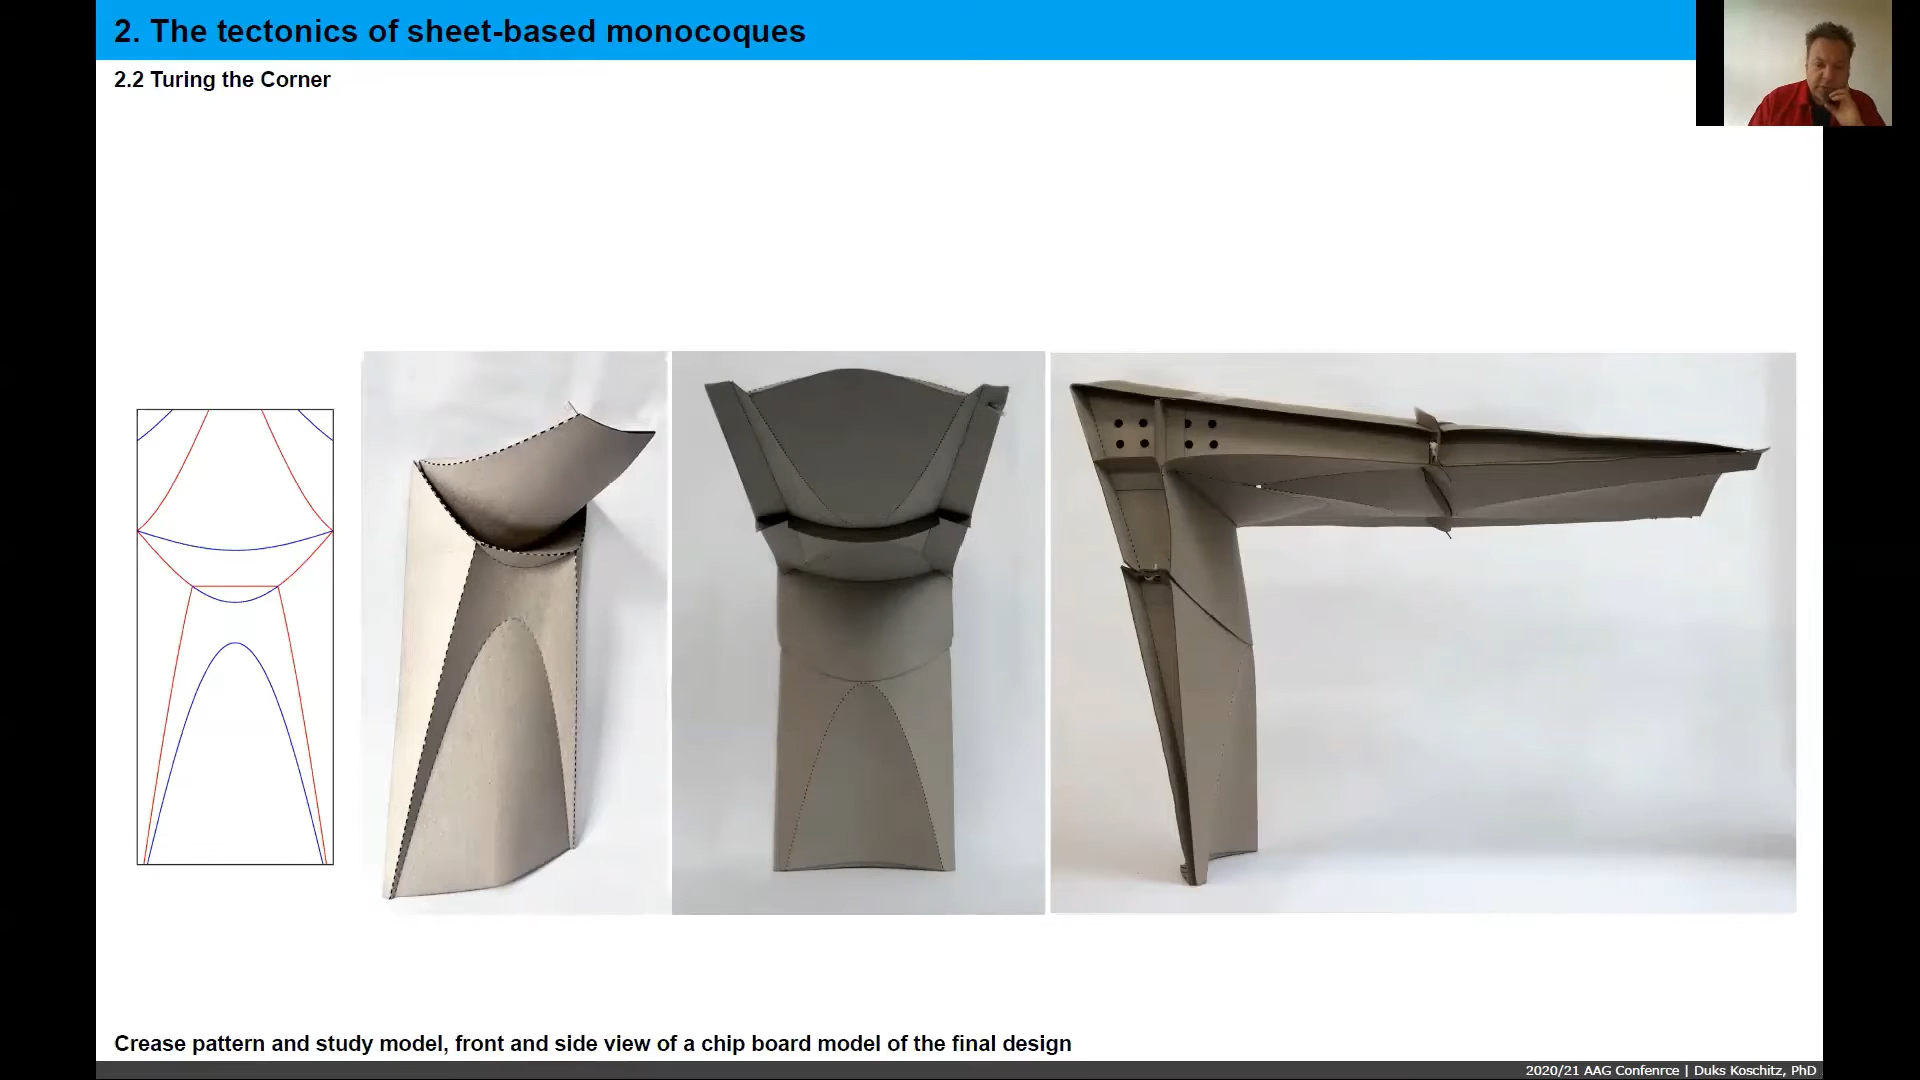 2. The tectonics of sheet-based monocoques
2.2 Turing the Corner
Crease pattern and study model, front and side view of a chip board model of the final design
2020/21 AAG Confenrce | Duks Koschitz, PhD